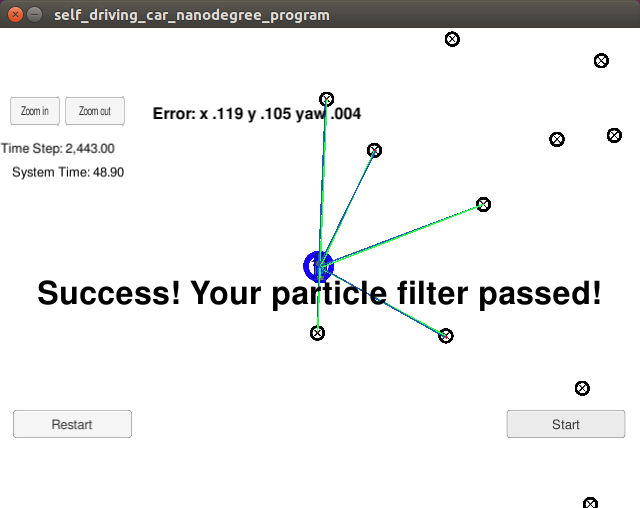 self_driving_car_nanodegree_program
Zoom in
Zoom out
Error: x .119 y .105 yaw .004
Time Step: 2,443.00
System Time: 48.90
Success! Your particle filter passed!
Restart
Start